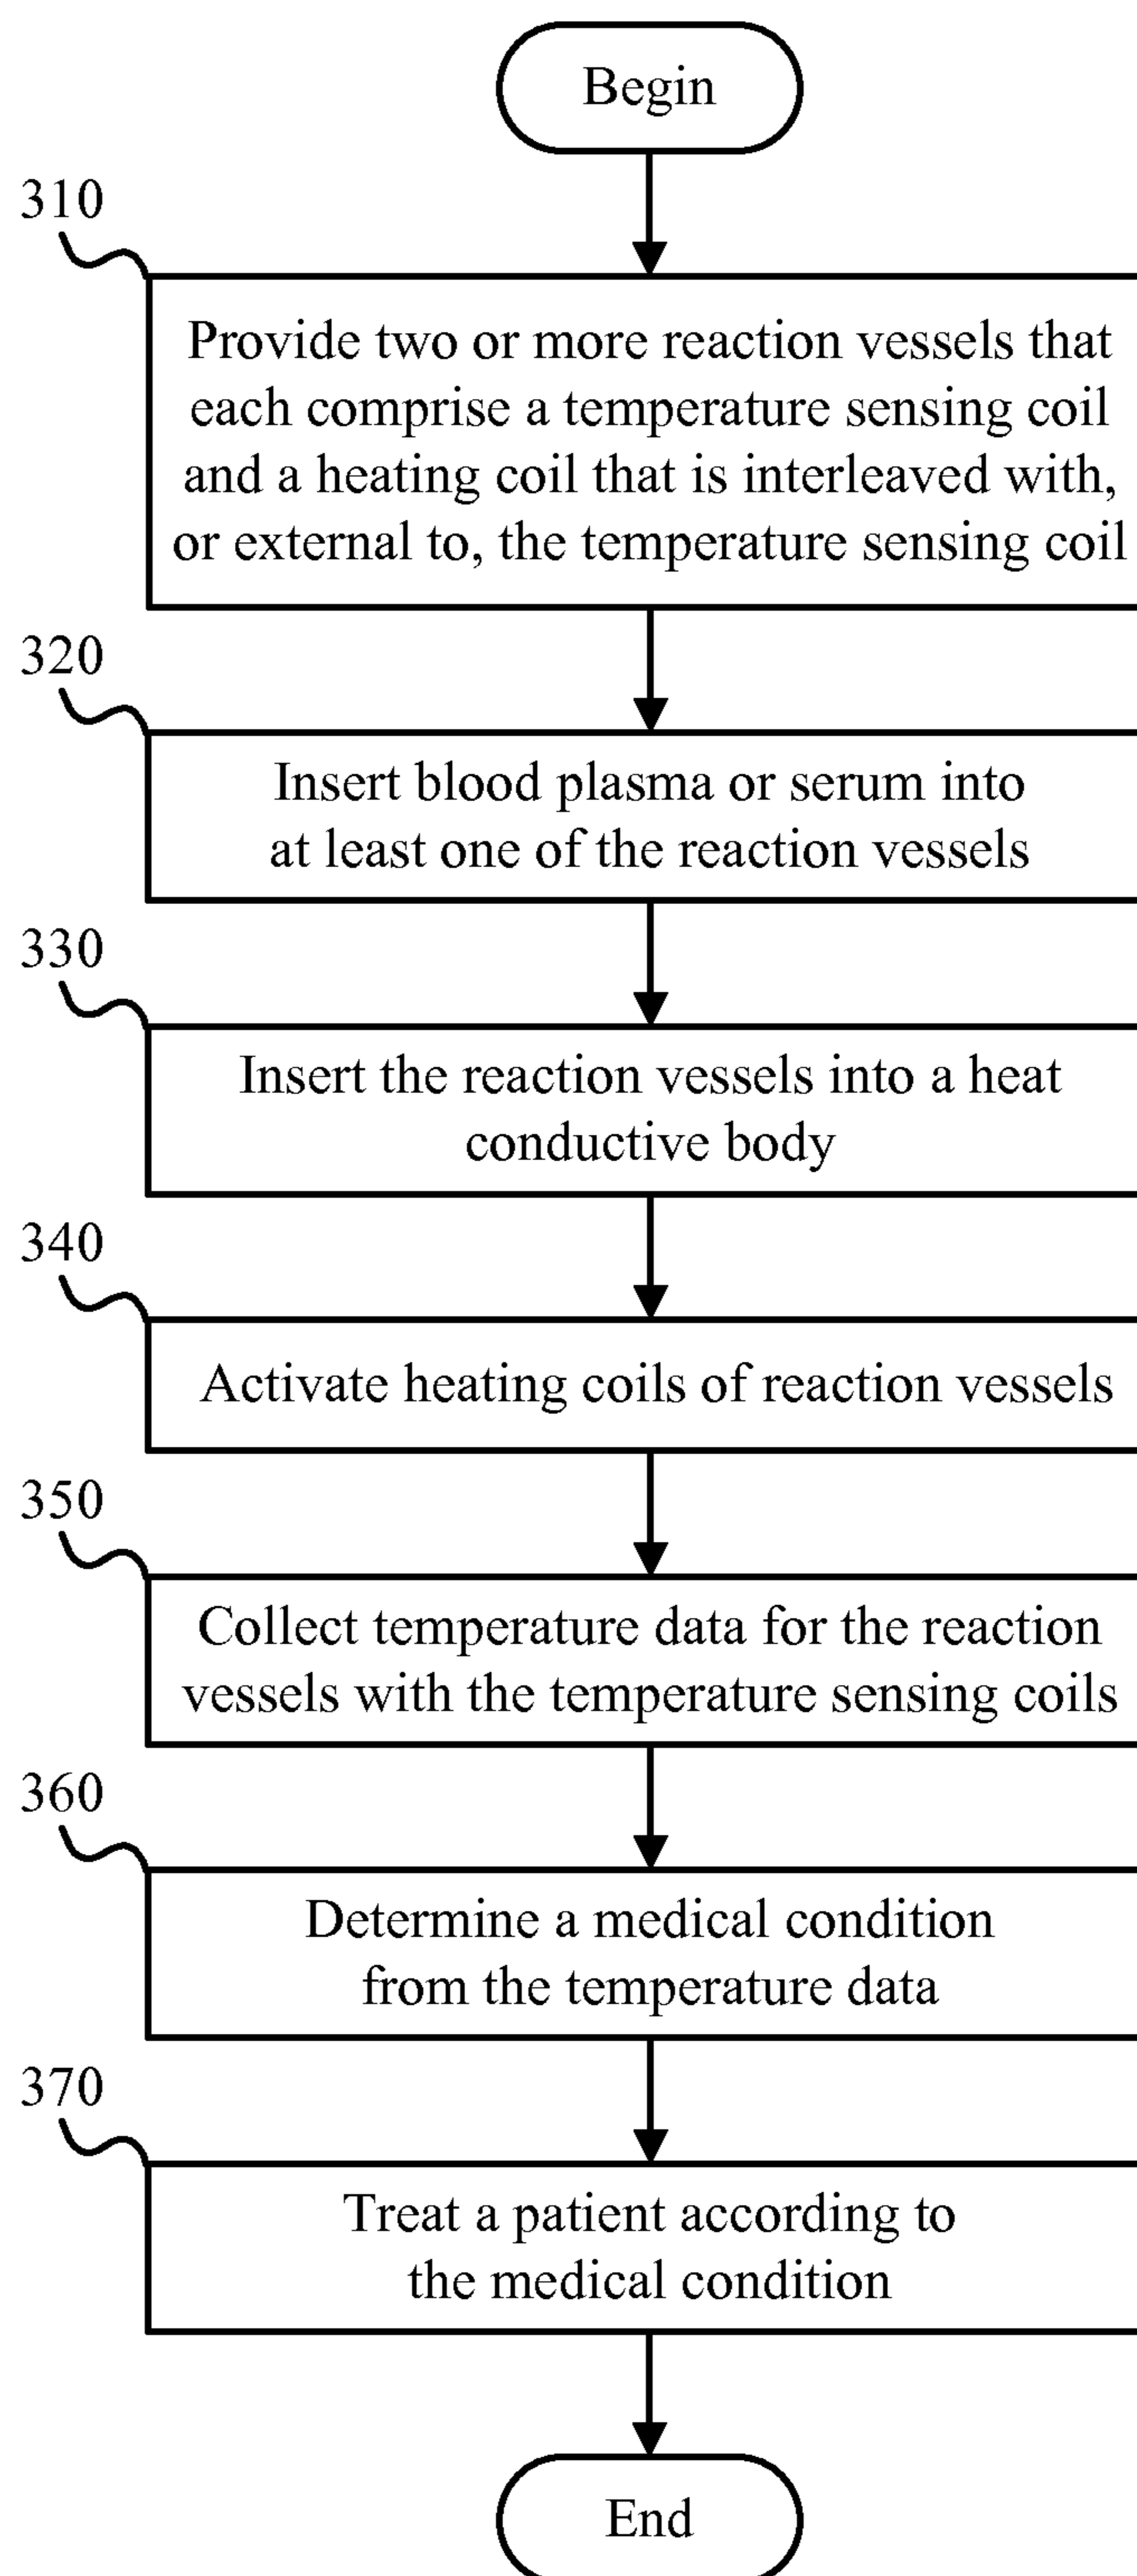 Begin
310
Provide two or more reaction vessels that
each comprise a temperature sensing coil
and a heating coil that is interleaved with,
or external to, the temperature sensing coil
320
Insert blood plasma or serum into
at least one of the reaction vessels
330
Insert the reaction vessels into a heat
conductive body
340
Activate heating coils of reaction vessels
350
Collect temperature data for the reaction
vessels with the temperature sensing coils
360
Determine a medical condition
from the temperature data
370
Treat a patient according to
the medical condition
End